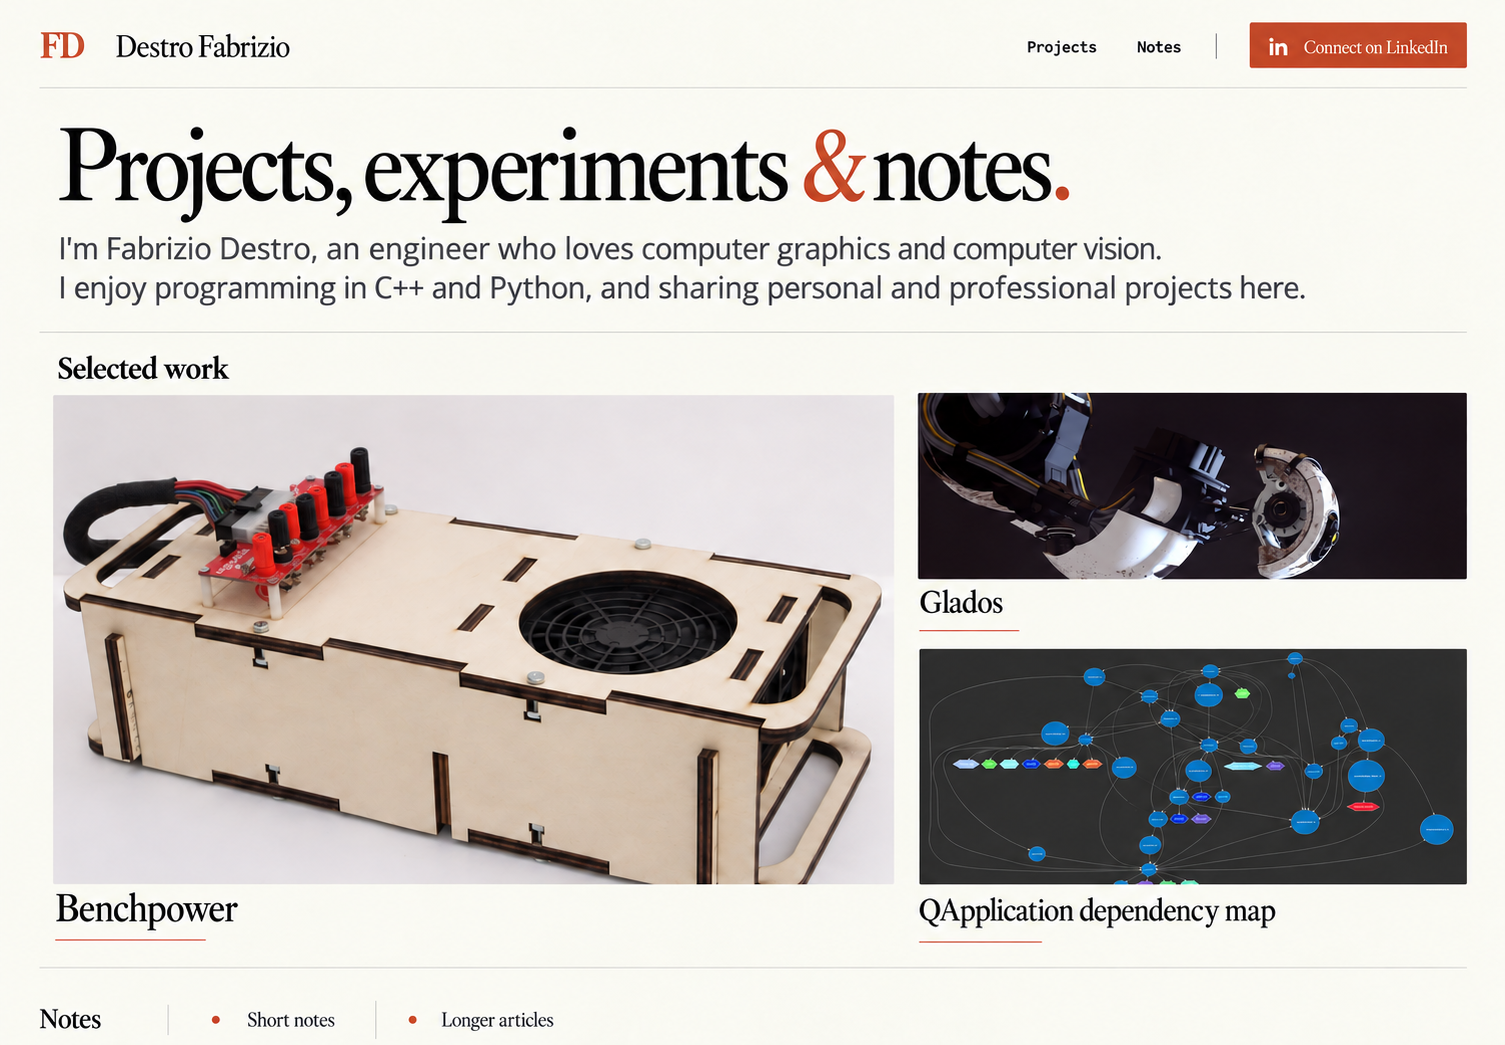 FD Destro Fabrizio
Projects Notes
in Connect on LinkedIn
Projects, experiments & notes.
I'm Fabrizio Destro, an engineer who loves computer graphics and computer vision.
I enjoy programming in C++ and Python, and sharing personal and professional projects here.
Selected work
Benchpower
Glados
QApplication dependency map
Notes
Short notes
Longer articles